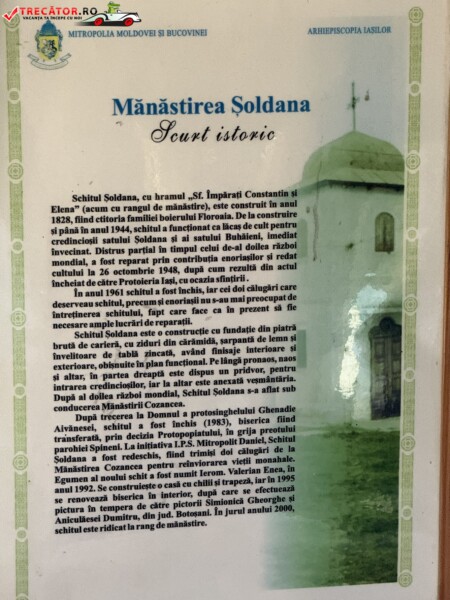 TRECĂTOR.RO
VACANȚA TA ÎNCEPE CU NOI
MITROPOLIA MOLDOVEI ȘI BUCOVINEI
ARHIEPISCOPIA IAȘILOR
Mănăstirea Șoldana
Scurt istoric
Schitul Șoldana, cu hramul „Sf. Împărați Constantin și
Elena” (acum cu rangul de mănăstire), este construit în anul
1828, fiind ctitoria familiei boierului Floroaia. De la construire
și până în anul 1944, schitul a funcționat ca lăcaș de cult pentru
credincioșii satului Șoldana și ai satului Buhăieni, imediat
învecinat. Distrus parțial în timpul celui de-al doilea război
mondial, a fost reparat prin contribuția enoriașilor și redat
cultului la 26 octombrie 1948, după cum rezultă din actul
încheiat de către Protoieria Iași, cu ocazia sfințirii .
În anul 1961 schitul a fost închis, iar cei doi călugări care
deserveau schitul, precum și enoriașii nu s-au mai preocupat de
întreținerea schitului, fapt care face ca în prezent să fie
necesare ample lucrări de reparații.
Schitul Șoldana este o construcție cu fundație din piatră
brută de carieră, cu ziduri din cărămidă, șarpantă de lemn și
învelitoare de tablă zincată, având finisaje interioare și
exterioare, obișnuite în plan funcțional. Pe lângă pronaos, naos
și altar, în partea dreaptă este dispus un pridvor, pentru
intrarea credincioșilor, iar la altar este anexată veșmântăria.
După al doilea război mondial, Schitul Șoldana s-a aflat sub
conducerea Mănăstirii Cozancea.
După trecerea la Domnul a protosinghelului Ghenadie
Aivănesei, schitul a fost închis (1983), biserica fiind
transferată, prin decizia Protopopiatului, în grija preotului
parohiei Spineni. La inițiativa I.P.S. Mitropolit Daniel, Schitul
Șoldana a fost redeschis, fiind trimiși doi călugări de la
Mănăstirea Cozancea pentru reînviorarea vieții monahale.
Egumen al noului schit a fost numit Ierom. Valerian Enea, în
anul 1992. Se construiește o casă cu chilii și trapeză, iar în 1995
se renovează biserica în interior, după care se efectuează
pictura în tempera de către pictorii Simionică Gheorghe și
Aniculăesei Dumitru, din jud. Botoșani. În jurul anului 2000,
schitul este ridicat la rang de mănăstire.